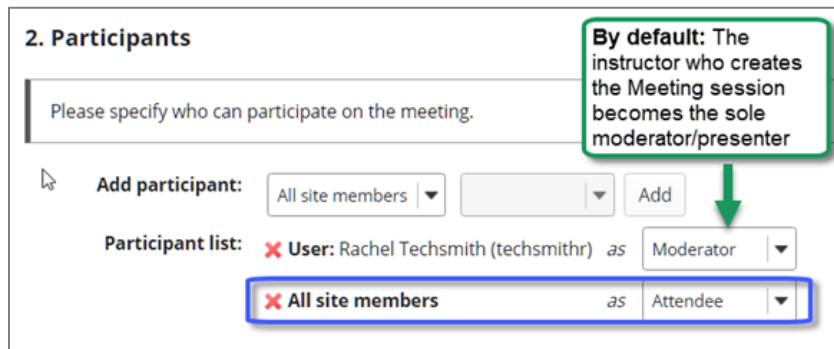 2. Participants
By default: The
instructor who creates
the Meeting session
becomes the sole
moderator/presenter
Please specify who can participate on the meeting.
Add participant: All site members Add
Participant list: User: Rachel Techsmith (techsmithr) as Moderator
All site members as Attendee